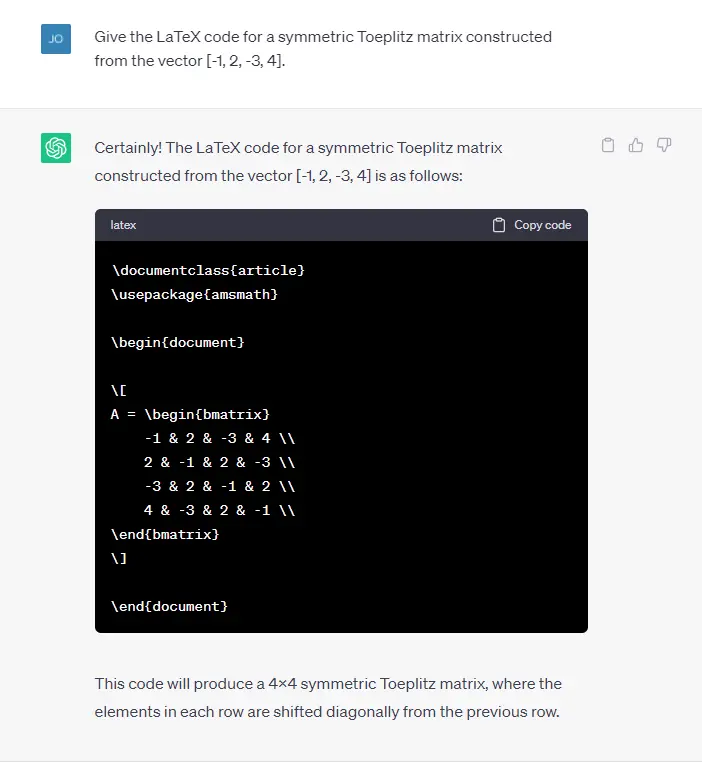 JO
Give the LaTeX code for a symmetric Toeplitz matrix constructed
from the vector [-1, 2, -3, 4].
Certainly! The LaTeX code for a symmetric Toeplitz matrix
constructed from the vector [-1, 2, -3, 4] is as follows:
latex
Copy code
\documentclass{article}
\usepackage{amsmath}
\begin{document}
\[
A = \begin{bmatrix}
    -1 & 2 & -3 & 4 \\
    2 & -1 & 2 & -3 \\
    -3 & 2 & -1 & 2 \\
    4 & -3 & 2 & -1 \\
\end{bmatrix}
\]
\end{document}
This code will produce a 4×4 symmetric Toeplitz matrix, where the
elements in each row are shifted diagonally from the previous row.